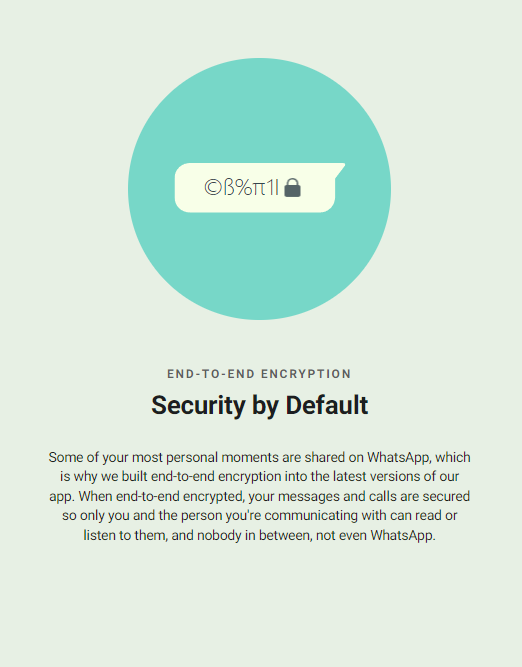 ©ß%π1l
END-TO-END ENCRYPTION
Security by Default
Some of your most personal moments are shared on WhatsApp, which
is why we built end-to-end encryption into the latest versions of our
app. When end-to-end encrypted, your messages and calls are secured
so only you and the person you're communicating with can read or
listen to them, and nobody in between, not even WhatsApp.